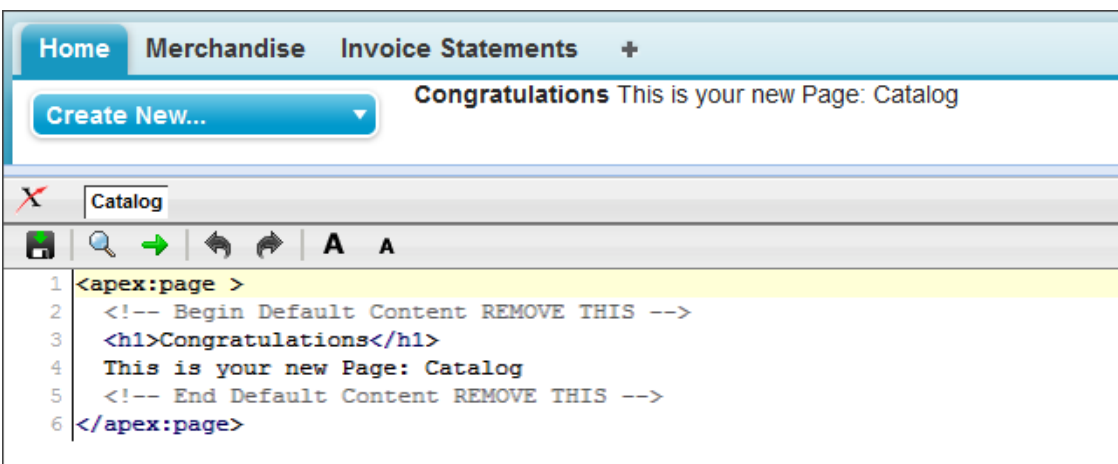 Home Merchandise Invoice Statements +
Create New...
Congratulations This is your new Page: Catalog
Catalog
A A
1 <apex:page >
2 <!-- Begin Default Content REMOVE THIS -->
3 <h1>Congratulations</h1>
4 This is your new Page: Catalog
5 <!-- End Default Content REMOVE THIS -->
6 </apex:page>